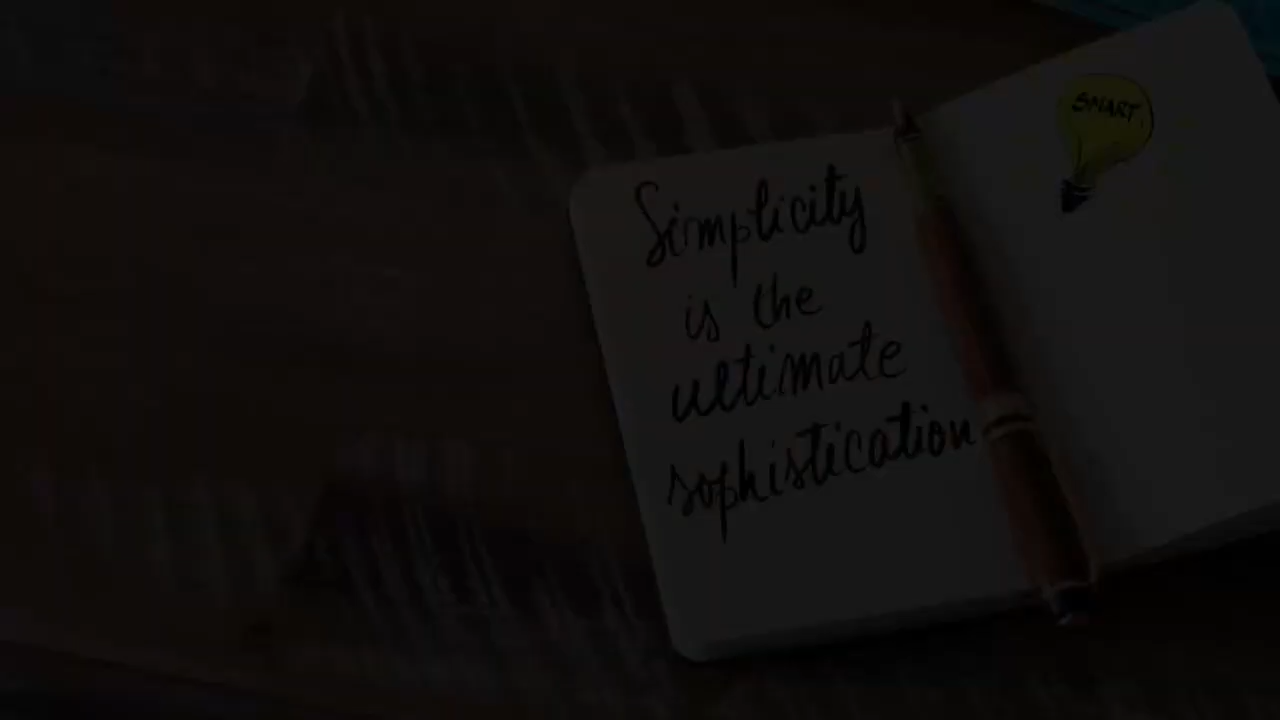 Simplicity
is the
ultimate
sophistication
SMART.